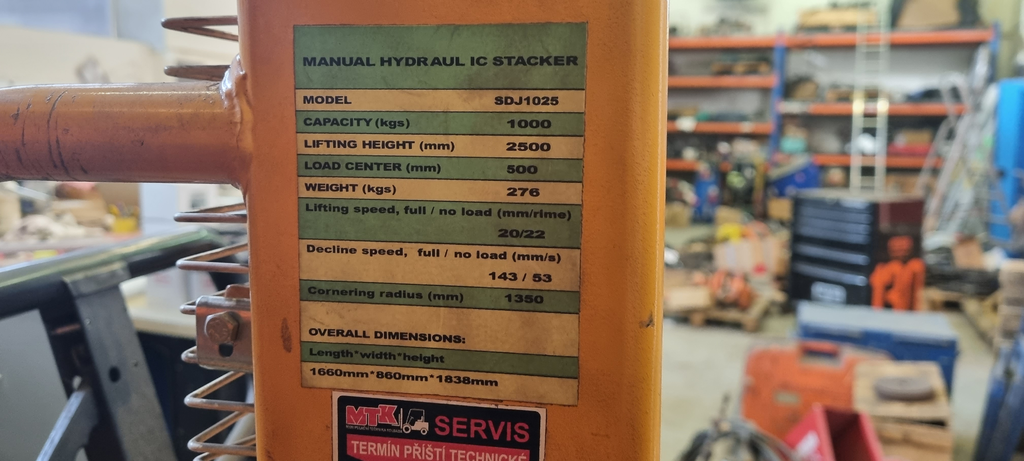 MANUAL HYDRAUL IC STACKER
MODEL SDJ1025
CAPACITY (kgs) 1000
LIFTING HEIGHT (mm) 2500
LOAD CENTER (mm) 500
WEIGHT (kgs) 276
Lifting speed, full / no load (mm/rime)
20/22
Decline speed, full / no load (mm/s)
143 / 53
Cornering radius (mm) 1350
OVERALL DIMENSIONS:
Length*width*height
1660mm*860mm*1838mm
MTK SERVIS
TERMÍN PŘÍŠTÍ TECHNICKÉ